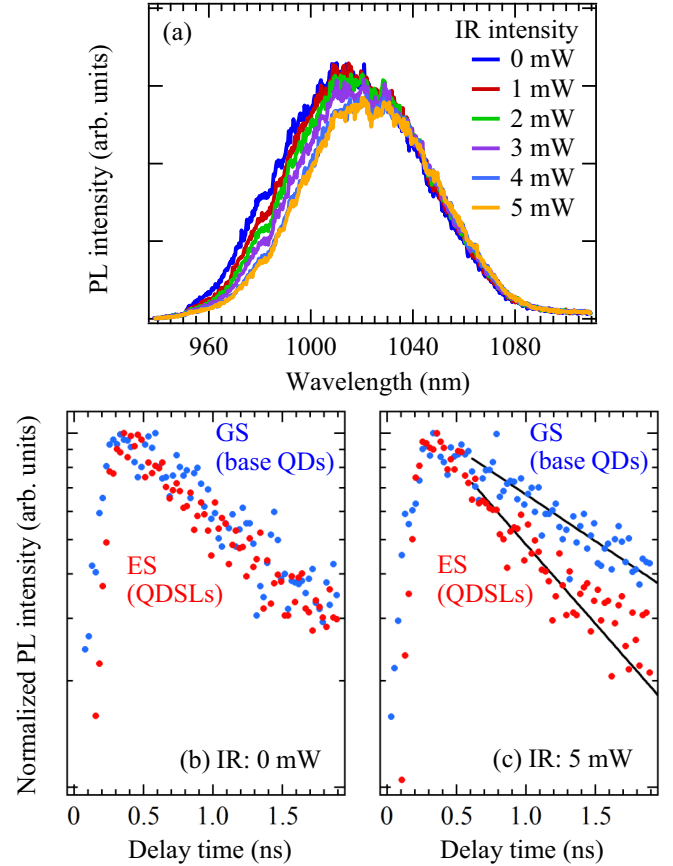 (a)
IR intensity
0 mW
1 mW
2 mW
3 mW
4 mW
5 mW
PL intensity (arb. units)
960
1000
1040
1080
Wavelength (nm)
Normalized PL intensity (arb. units)
GS
(base QDs)
ES
(QDSLs)
(b) IR: 0 mW
0
0.5
1.0
1.5
Delay time (ns)
GS
(base QDs)
ES
(QDSLs)
(c) IR: 5 mW
0
0.5
1.0
1.5
Delay time (ns)